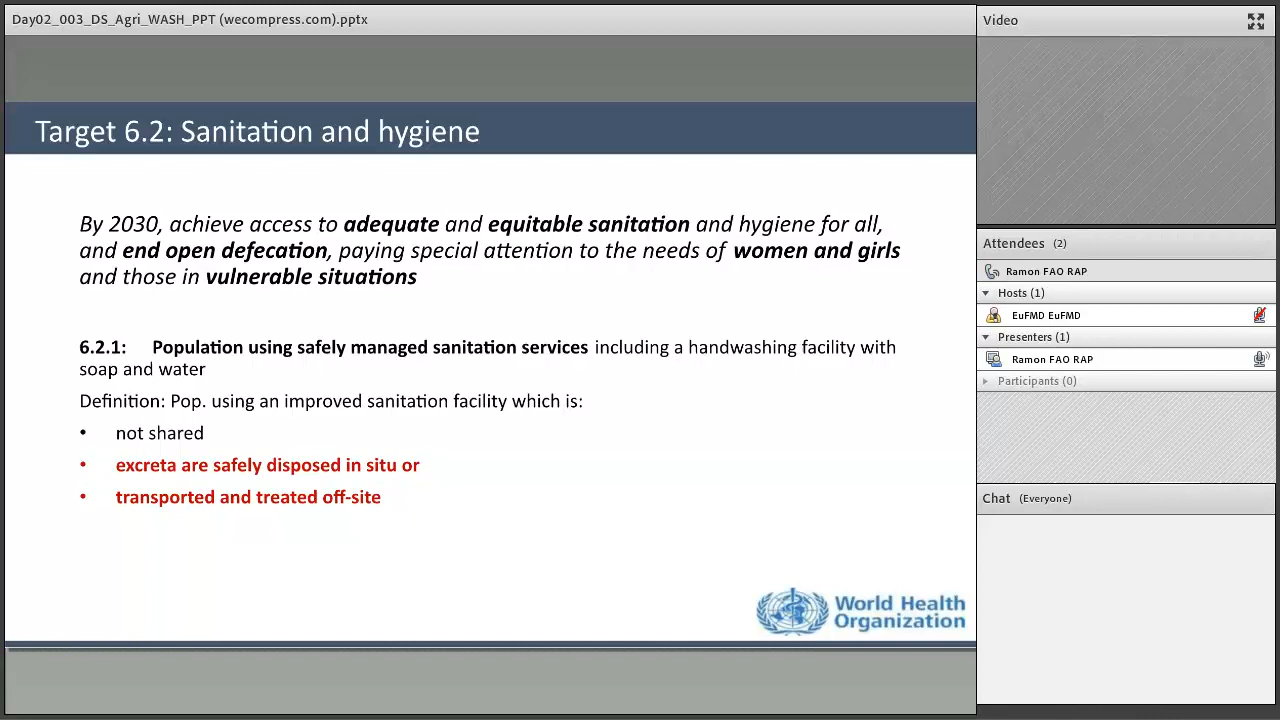 Day02_003_DS_Agri_WASH_PPT (wecompress.com).pptx
Target 6.2: Sanitation and hygiene
By 2030, achieve access to adequate and equitable sanitation and hygiene for all,
and end open defecation, paying special attention to the needs of women and girls
and those in vulnerable situations
6.2.1: Population using safely managed sanitation services including a handwashing facility with
soap and water
Definition: Pop. using an improved sanitation facility which is:
• not shared
• excreta are safely disposed in situ or
• transported and treated off-site
World Health
Organization
Video
Attendees (2)
Ramon FAO RAP
Hosts (1)
EuFMD EuFMD
Presenters (1)
Ramon FAO RAP
Participants (0)
Chat (Everyone)